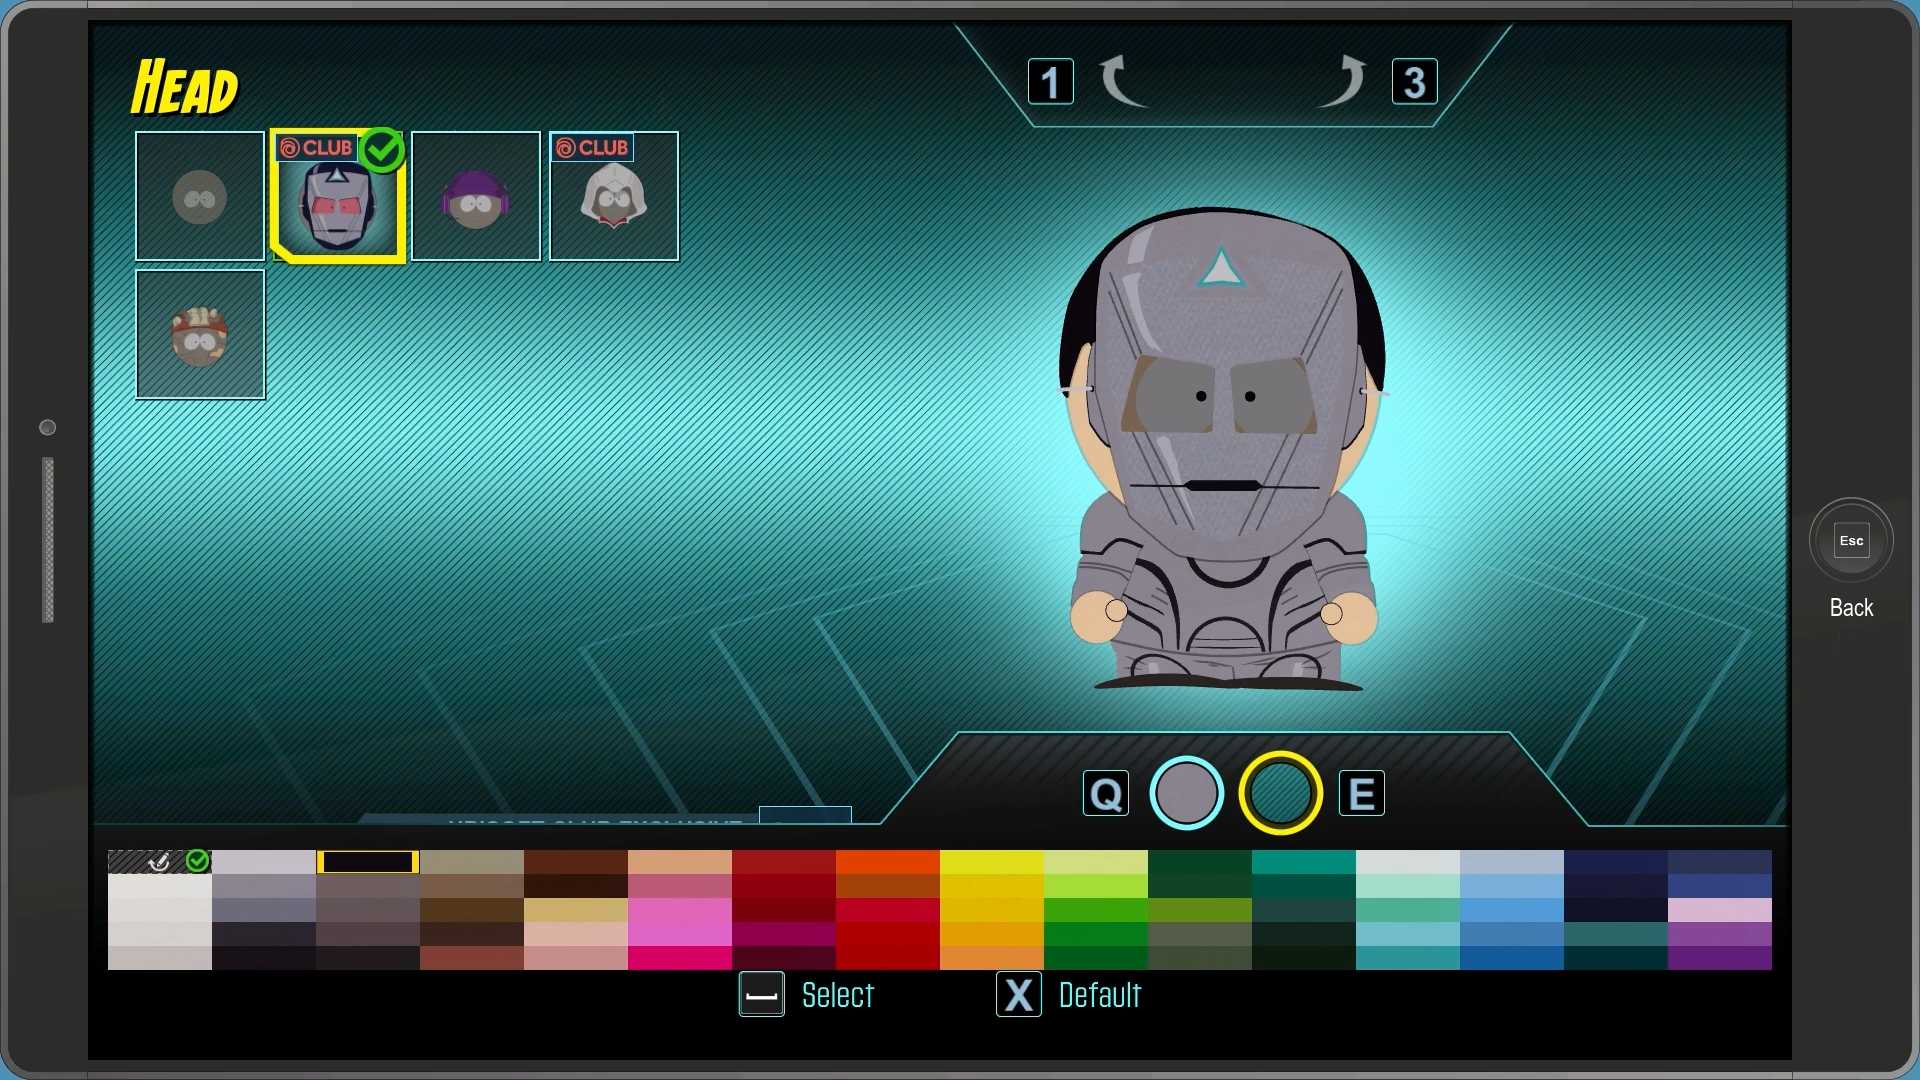 HEAD
1
3
CLUB
CLUB
Esc
Back
Q
E
Select
X
Default